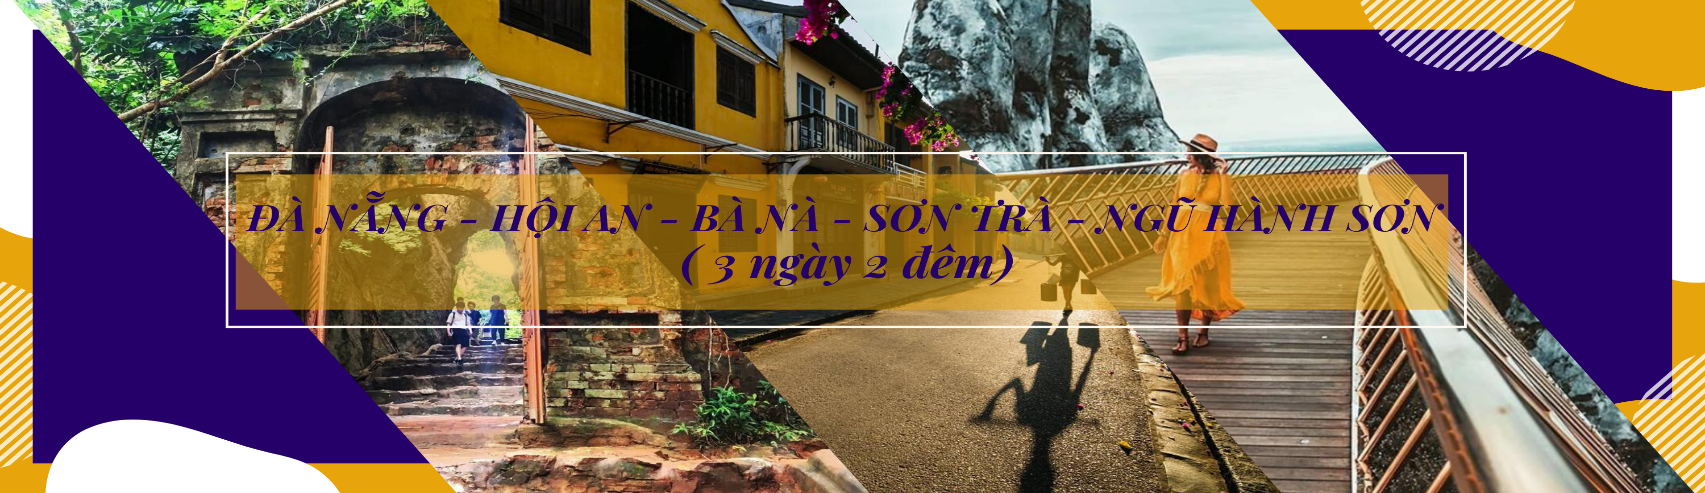 ĐÀ NẴNG - HỘI AN - BÀ NÀ - SƠN TRÀ - NGŨ HÀNH SƠN
( 3 ngày 2 đêm)